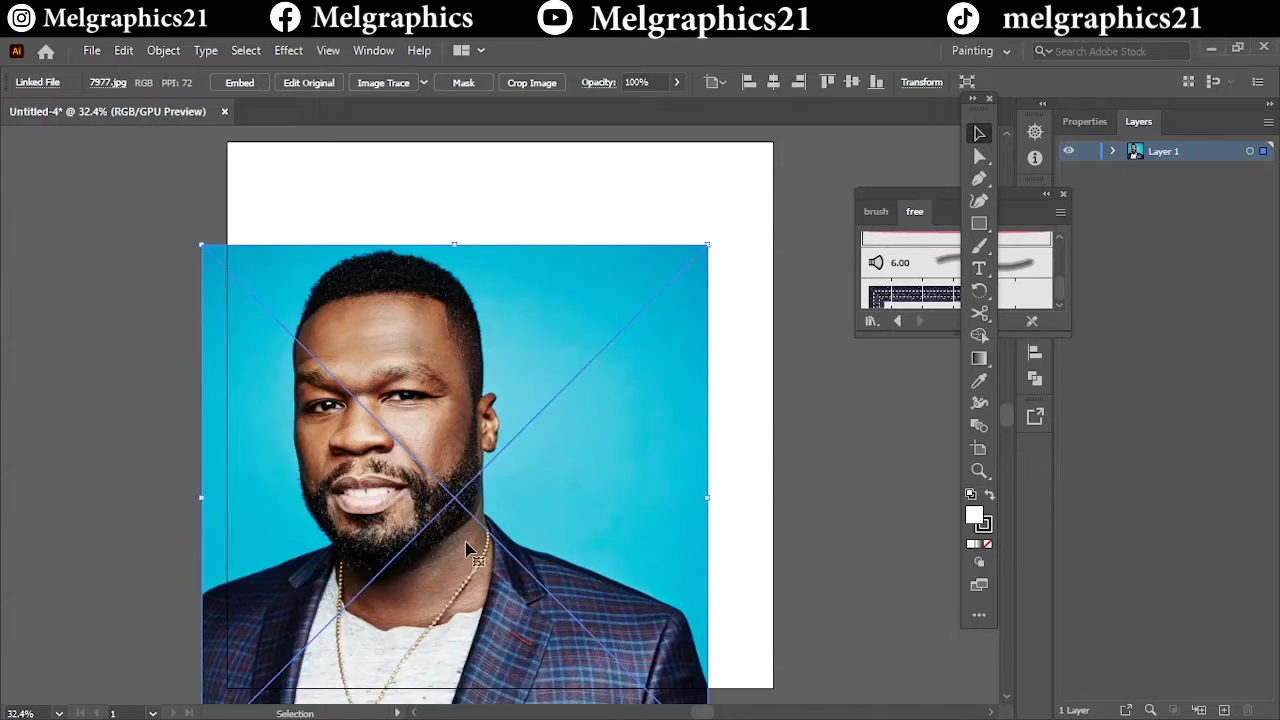 Melgraphics21 Melgraphics Melgraphics21 melgraphics21
Ai File Edit Object Type Select Effect View Window Help Painting Search Adobe Stock
Linked File 7977.jpg RGB PPI: 72 Embed Edit Original Image Trace Mask Crop Image Opacity: 100% Transform
Untitled-4* @ 32.4% (RGB/GPU Preview)
Properties Layers
Layer 1
brush free
6.00
32.4% 1 Selection 1 Layer